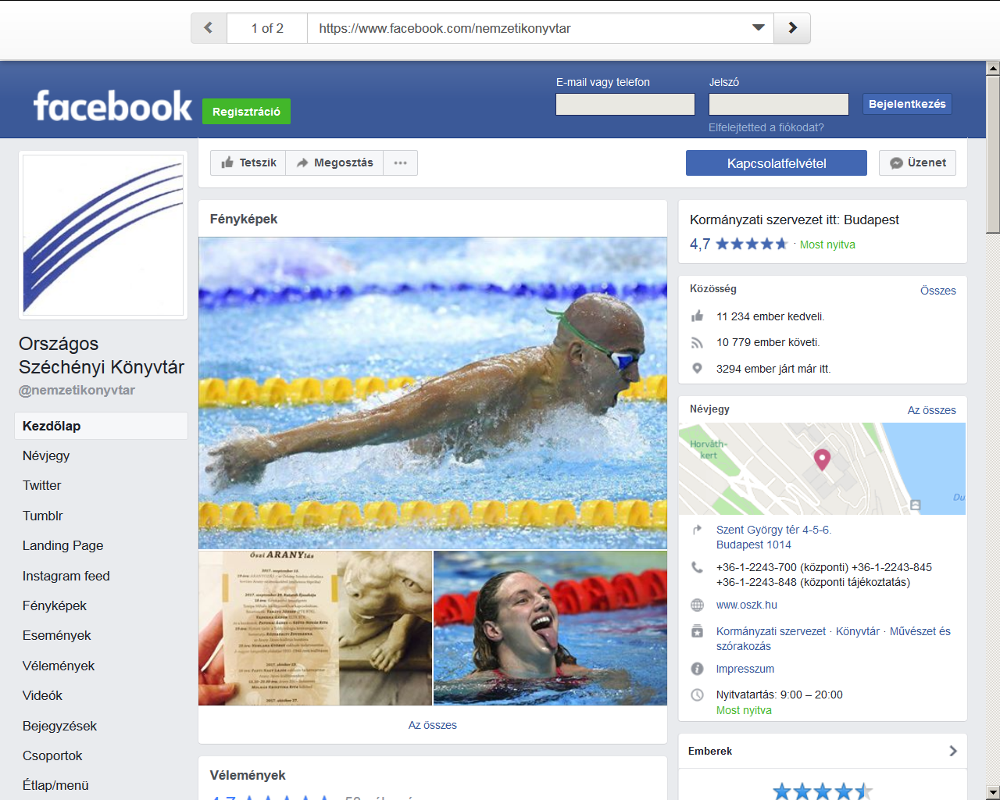 1 of 2
https://www.facebook.com/nemzetikonyvtar
facebook
Regisztráció
E-mail vagy telefon
Jelszó
Bejelentkezés
Elfelejtetted a fiókodat?
Országos
Széchényi Könyvtár
@nemzetikonyvtar
Kezdőlap
Névjegy
Twitter
Tumblr
Landing Page
Instagram feed
Fényképek
Események
Vélemények
Videók
Bejegyzések
Csoportok
Étlap/menü
Tetszik
Megosztás
Kapcsolatfelvétel
Üzenet
Fényképek
Őszi ARANYlás
Az összes
Vélemények
Kormányzati szervezet itt: Budapest
4,7 · Most nyitva
Közösség
Összes
11 234 ember kedveli.
10 779 ember követi.
3294 ember járt már itt.
Névjegy
Az összes
Horváth-
kert
Du
Szent György tér 4-5-6.
Budapest 1014
+36-1-2243-700 (központi) +36-1-2243-845
+36-1-2243-848 (központi tájékoztatás)
www.oszk.hu
Kormányzati szervezet · Könyvtár · Művészet és
szórakozás
Impresszum
Nyitvatartás: 9:00 – 20:00
Most nyitva
Emberek